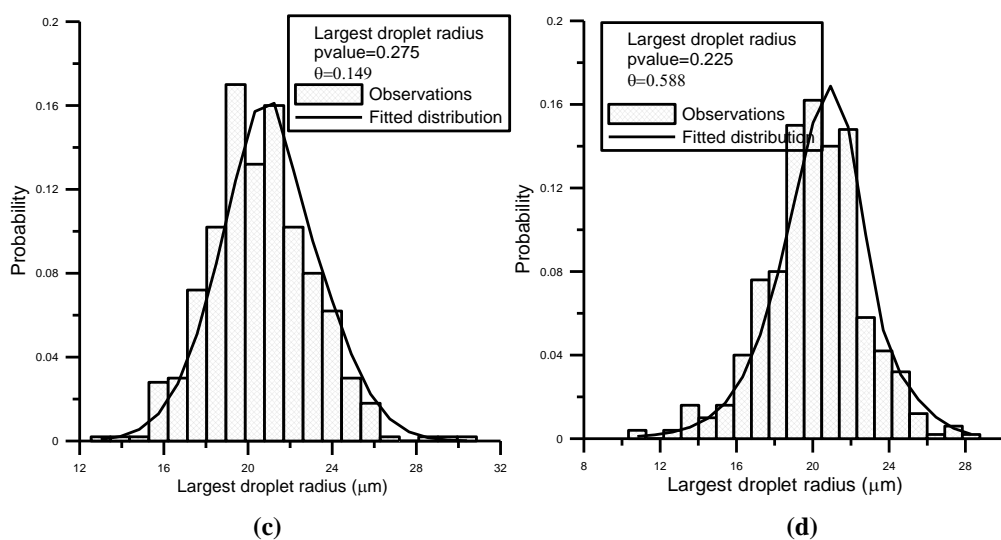 0.2
0.16
0.12
0.08
0.04
0
Probability
Largest droplet radius
pvalue=0.275
θ=0.149
Observations
Fitted distribution
12 16 20 24 28 32
Largest droplet radius (μm)
(c)
0.2
0.16
0.12
0.08
0.04
0
Probability
Largest droplet radius
pvalue=0.225
θ=0.588
Observations
Fitted distribution
8 12 16 20 24 28
Largest droplet radius (μm)
(d)